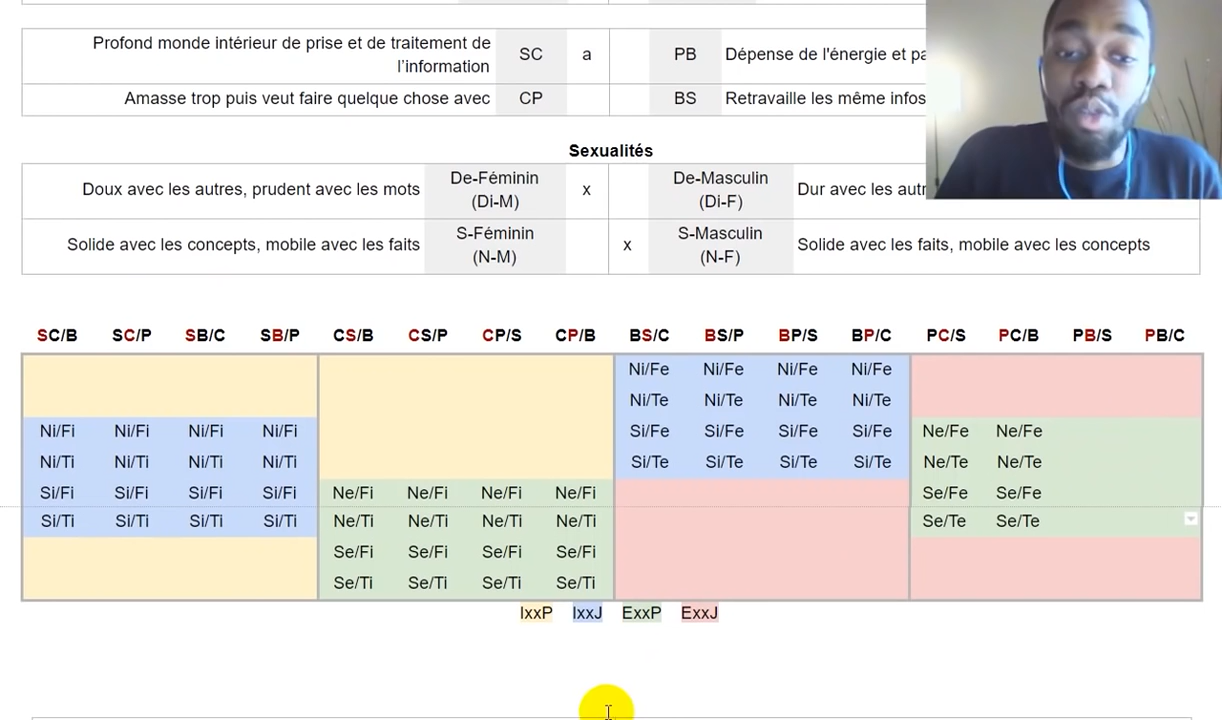 Profond monde intérieur de prise et de traitement de
l'information
SC
a
PB
Dépense de l'énergie et
Amasse trop puis veut faire quelque chose avec
CP
BS
Retravaille les même infos
Sexualités
Doux avec les autres, prudent avec les mots
De-Féminin
(Di-M)
x
De-Masculin
(Di-F)
Dur avec les
Solide avec les concepts, mobile avec les faits
S-Féminin
(N-M)
x
S-Masculin
(N-F)
Solide avec les faits, mobile avec les concepts
SC/B SC/P SB/C SB/P CS/B CS/P CP/S CP/B BS/C BS/P BP/S BP/C PC/S PC/B PB/S PB/C
Ni/Fe Ni/Fe Ni/Fe Ni/Fe
Ni/Te Ni/Te Ni/Te Ni/Te
Ni/Fi Ni/Fi Ni/Fi Ni/Fi Si/Fe Si/Fe Si/Fe Si/Fe Ne/Fe Ne/Fe
Ni/Ti Ni/Ti Ni/Ti Ni/Ti Si/Te Si/Te Si/Te Si/Te Ne/Te Ne/Te
Si/Fi Si/Fi Si/Fi Si/Fi Ne/Fi Ne/Fi Ne/Fi Ne/Fi Se/Fe Se/Fe
Si/Ti Si/Ti Si/Ti Si/Ti Ne/Ti Ne/Ti Ne/Ti Ne/Ti Se/Te Se/Te
Se/Fi Se/Fi Se/Fi Se/Fi
Se/Ti Se/Ti Se/Ti Se/Ti
IxxP IxxJ ExxP ExxJ